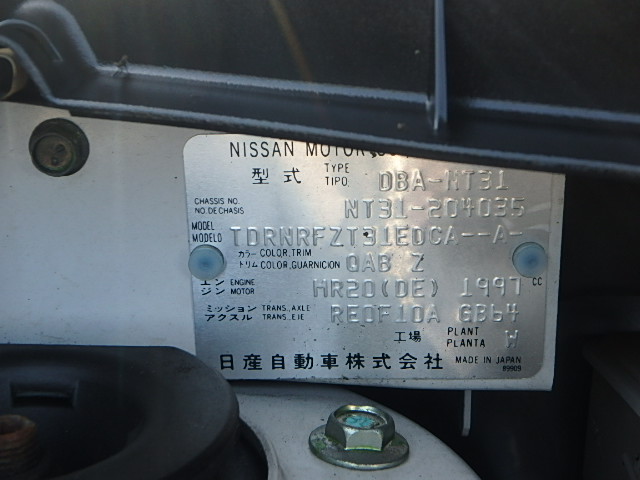 NISSAN MOTOR CO
型式 TYPE TIPO DBA-NT31
CHASSIS NO. NO.DE CHASIS NT31-204035
MODEL MODELO TDRNRFZT31EDCA--A-
カラートリム COLOR,TRIM COLOR,GUARNICION QAB Z
エンジン ENGINE MOTOR HR20(DE) 1997 CC
ミッションアクスル TRANS.,AXLE TRANS.,EJE RE0F10A GB64
工場 PLANT PLANTA W
日産自動車株式会社 MADE IN JAPAN 89909